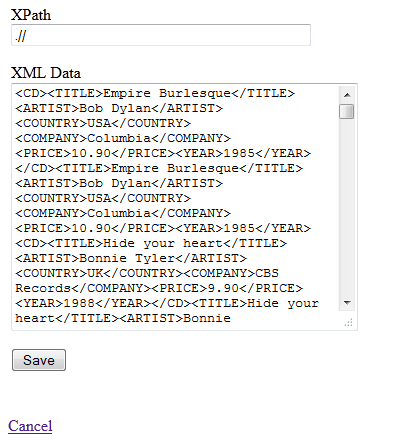 XPath
.//
XML Data
<CD><TITLE>Empire Burlesque</TITLE>
<ARTIST>Bob Dylan</ARTIST>
<COUNTRY>USA</COUNTRY>
<COMPANY>Columbia</COMPANY>
<PRICE>10.90</PRICE><YEAR>1985</YEAR>
</CD><TITLE>Empire Burlesque</TITLE>
<ARTIST>Bob Dylan</ARTIST>
<COUNTRY>USA</COUNTRY>
<COMPANY>Columbia</COMPANY>
<PRICE>10.90</PRICE><YEAR>1985</YEAR>
<CD><TITLE>Hide your heart</TITLE>
<ARTIST>Bonnie Tyler</ARTIST>
<COUNTRY>UK</COUNTRY><COMPANY>CBS
Records</COMPANY><PRICE>9.90</PRICE>
<YEAR>1988</YEAR></CD><TITLE>Hide your
heart</TITLE><ARTIST>Bonnie
Save
Cancel